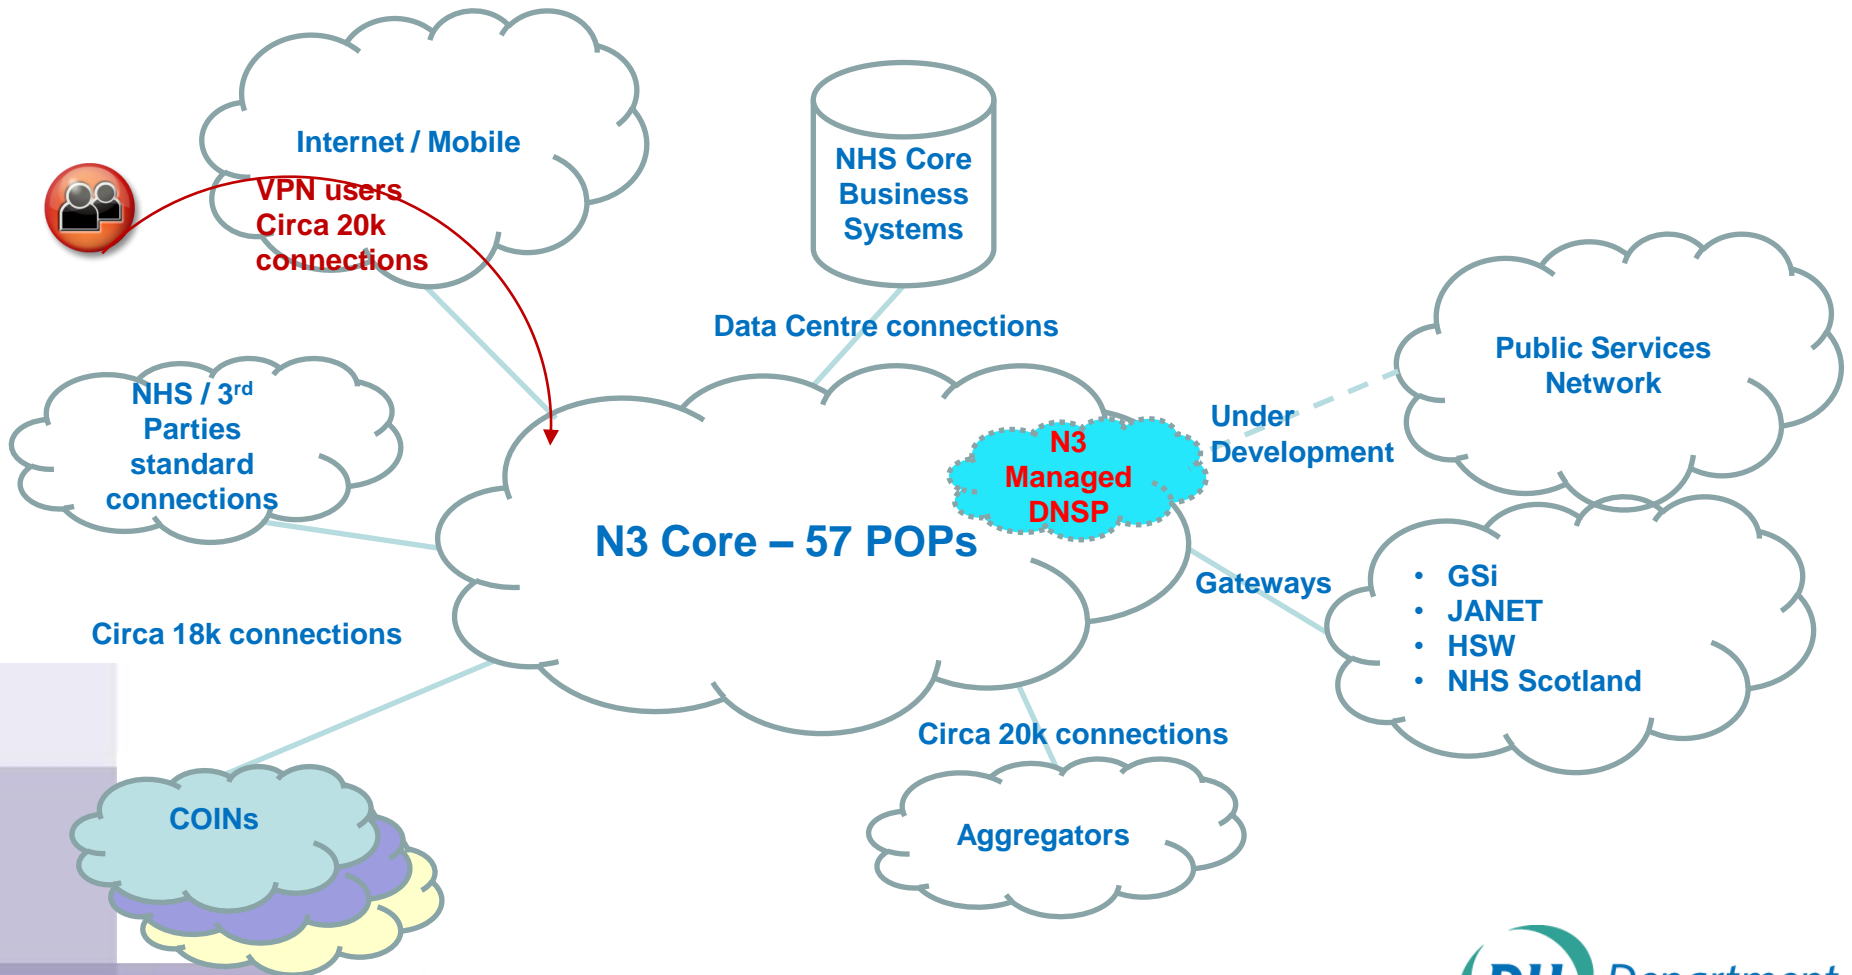 Internet / Mobile
VPN users
Circa 20k
connections
NHS Core
Business
Systems
Data Centre connections
Public Services
Network
Under
Development
NHS / 3rd
Parties
standard
connections
N3
Managed
DNSP
N3 Core – 57 POPs
Gateways
• GSi
• JANET
• HSW
• NHS Scotland
Circa 18k connections
Circa 20k connections
COINs
Aggregators
DH Department